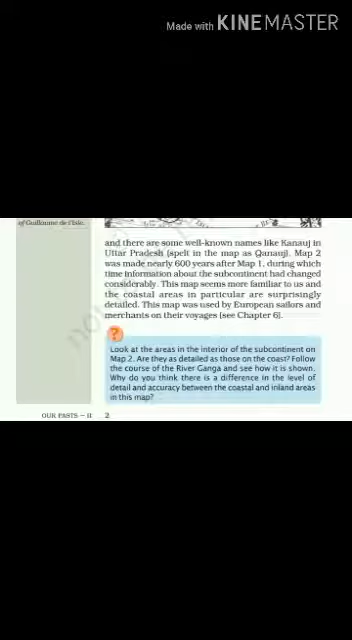 Made with KINEMASTER
of Guillaume de l'Isle.
and there are some well-known names like Kanauj in
Uttar Pradesh (spelt in the map as Qanauj). Map 2
was made nearly 600 years after Map 1, during which
time information about the subcontinent had changed
considerably. This map seems more familiar to us and
the coastal areas in particular are surprisingly
detailed. This map was used by European sailors and
merchants on their voyages (see Chapter 6).
?
Look at the areas in the interior of the subcontinent on
Map 2. Are they as detailed as those on the coast? Follow
the course of the River Ganga and see how it is shown.
Why do you think there is a difference in the level of
detail and accuracy between the coastal and inland areas
in this map?
OUR PASTS – II 2